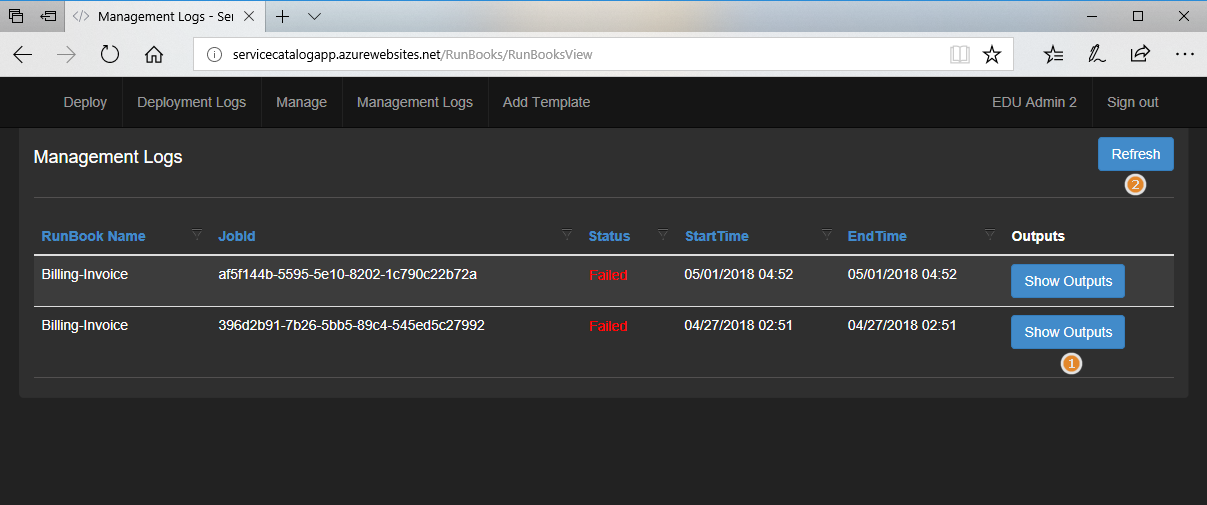 Management Logs - Ser
servicecatalogapp.azurewebsites.net/RunBooks/RunBooksView
Deploy Deployment Logs Manage Management Logs Add Template EDU Admin 2 Sign out
Management Logs Refresh
2
RunBook Name JobId Status StartTime EndTime Outputs
Billing-Invoice af5f144b-5595-5e10-8202-1c790c22b72a Failed 05/01/2018 04:52 05/01/2018 04:52 Show Outputs
Billing-Invoice 396d2b91-7b26-5bb5-89c4-545ed5c27992 Failed 04/27/2018 02:51 04/27/2018 02:51 Show Outputs
1